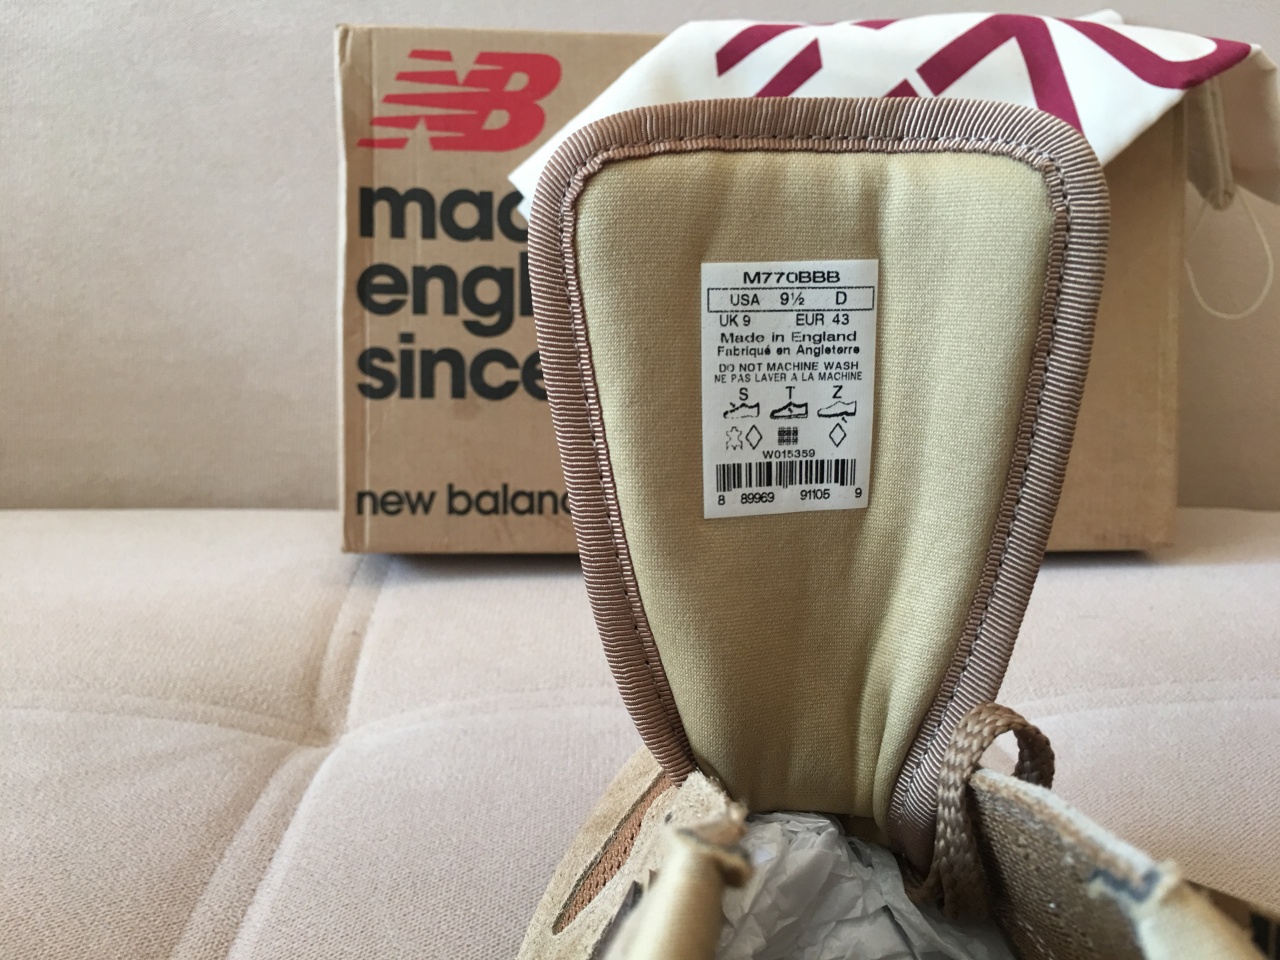 NB
engl
since
new balanc
M770BBB
USA 9½ D
UK 9 EUR 43
Made in England
Fabriqué en Angleterre
DO NOT MACHINE WASH
NE PAS LAVER A LA MACHINE
S T Z
W015359
8 89969 91105 9